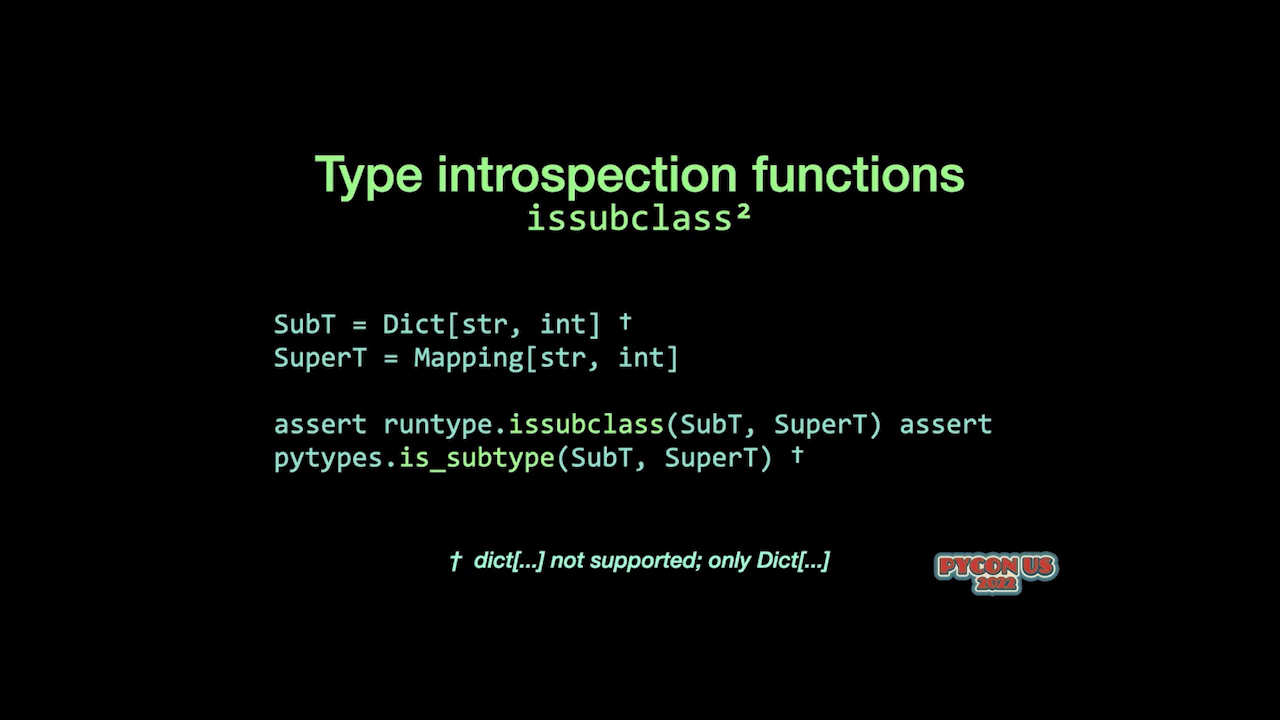 Type introspection functions
issubclass²
SubT = Dict[str, int] †
SuperT = Mapping[str, int]
assert runtype.issubclass(SubT, SuperT) assert
pytypes.is_subtype(SubT, SuperT) †
† dict[...] not supported; only Dict[...]
PYCON US
2022